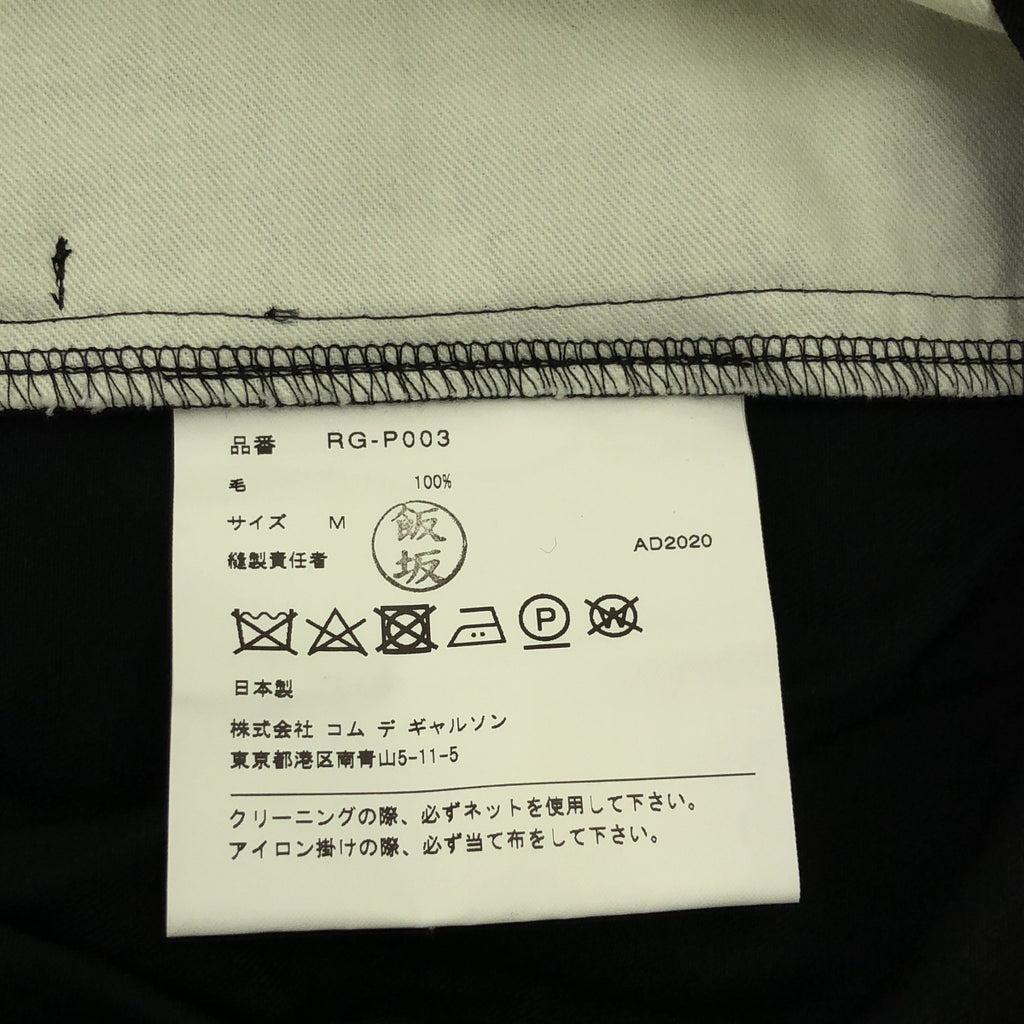 品番 RG-P003
毛 100%
サイズ M
飯坂
縫製責任者
AD2020
P W
日本製
株式会社 コム デ ギャルソン
東京都港区南青山5-11-5
クリーニングの際、必ずネットを使用して下さい。
アイロン掛けの際、必ず当て布をして下さい。